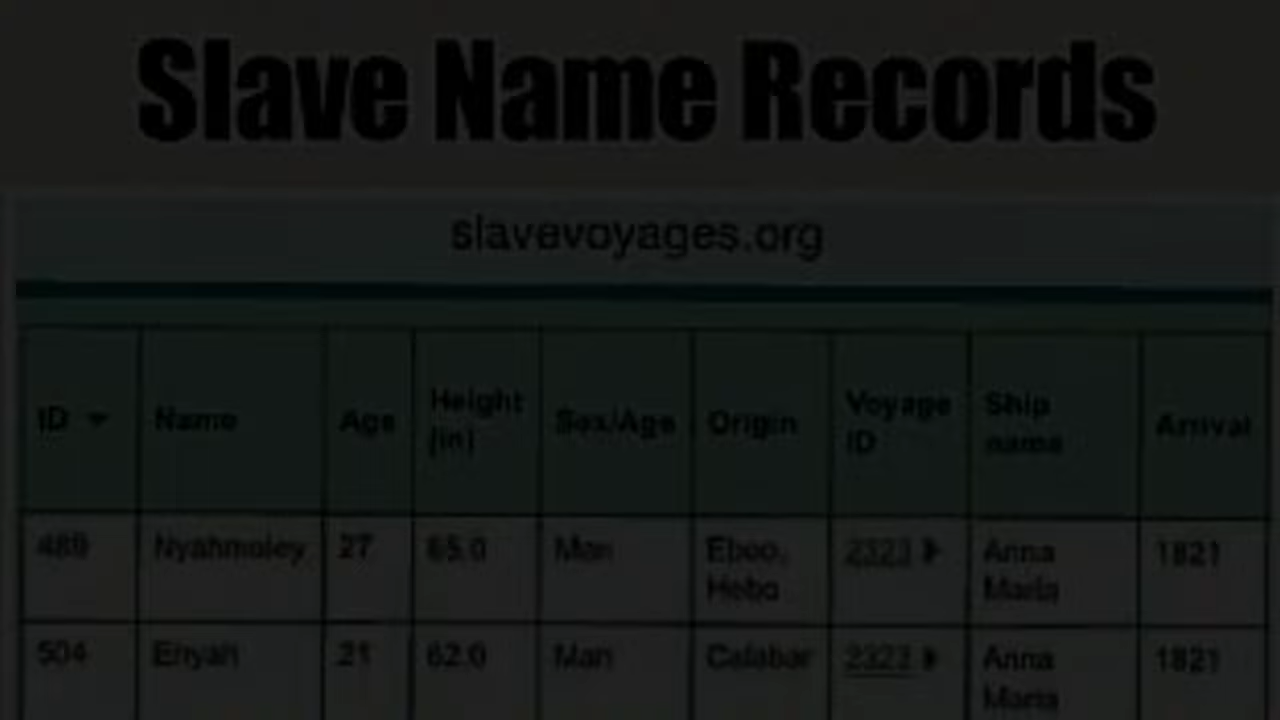 Slave Name Records
slavevoyages.org
ID Name Age Height (in) Sex/Age Origin Voyage ID Ship name Arrival
489 Nyahmoley 27 65.0 Man Eboo, Hebo 2323 Anna Maria 1821
504 Enyah 21 62.0 Man Calabar 2323 Anna Maria 1821